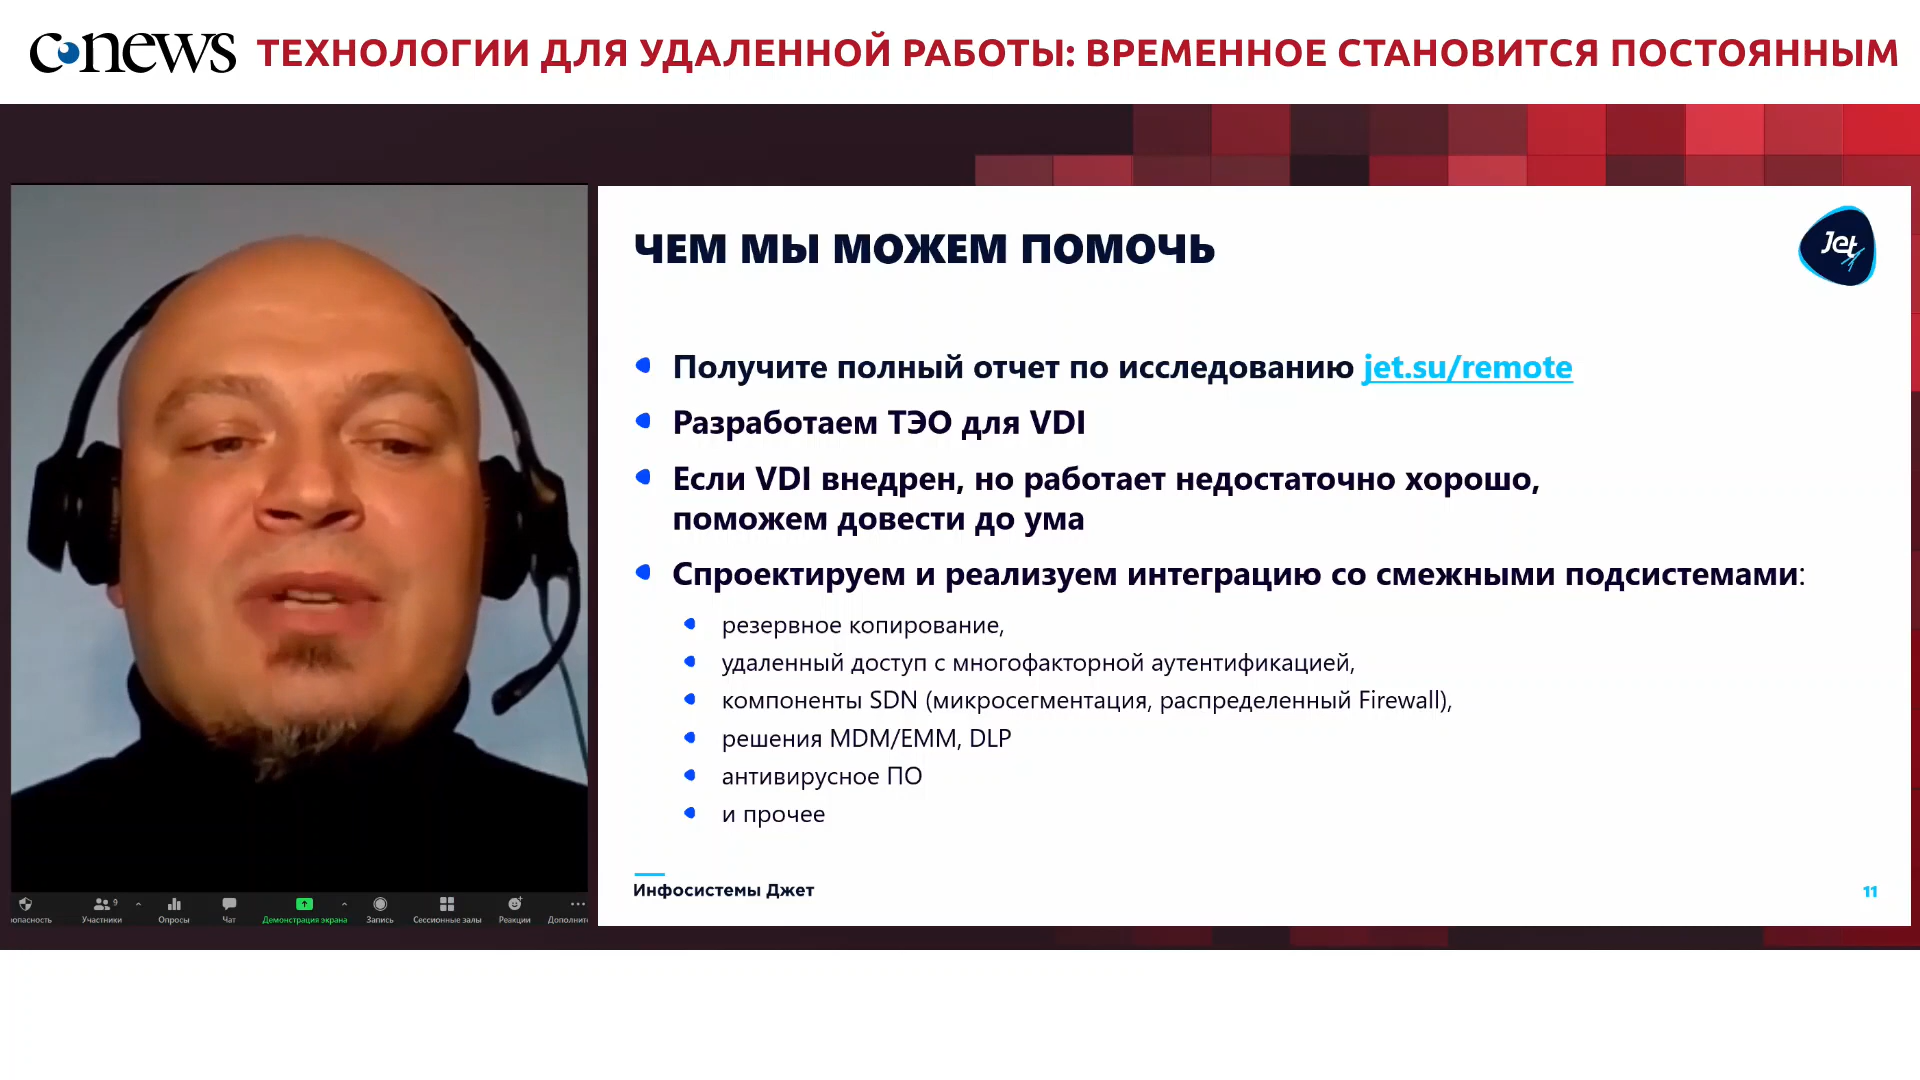 cnews ТЕХНОЛОГИИ ДЛЯ УДАЛЕННОЙ РАБОТЫ: ВРЕМЕННОЕ СТАНОВИТСЯ ПОСТОЯННЫМ
ЧЕМ МЫ МОЖЕМ ПОМОЧЬ
Jet
Получите полный отчет по исследованию jet.su/remote
Разработаем ТЭО для VDI
Если VDI внедрен, но работает недостаточно хорошо,
поможем довести до ума
Спроектируем и реализуем интеграцию со смежными подсистемами:
резервное копирование,
удаленный доступ с многофакторной аутентификацией,
компоненты SDN (микросегментация, распределенный Firewall),
решения MDM/EMM, DLP
антивирусное ПО
и прочее
Инфосистемы Джет
11
опасность
Участники 9
Опросы
Чат
Демонстрация экрана
Запись
Сессионные залы
Реакции
Дополнит